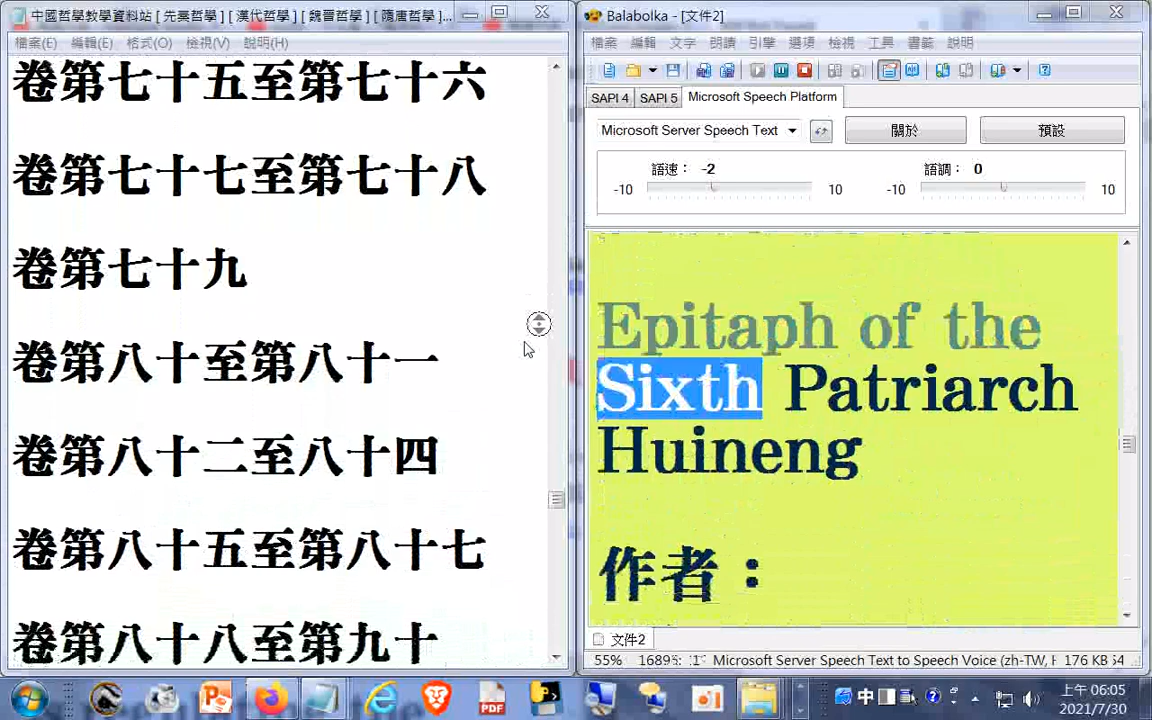 中國哲學教學資料站 [ 先秦哲學 ] [ 漢代哲學 ] [ 魏晉哲學 ] [ 隋唐哲學 ]...
檔案(E) 編輯(E) 格式(O) 檢視(V) 說明(H)
卷第七十五至第七十六
卷第七十七至第七十八
卷第七十九
卷第八十至第八十一
卷第八十二至八十四
卷第八十五至第八十七
卷第八十八至第九十
Balabolka - [文件2]
檔案 編輯 文字 朗讀 引擎 選項 檢視 工具 書籤 說明
SAPI 4 SAPI 5 Microsoft Speech Platform
Microsoft Server Speech Text 關於 預設
語速： -2 語調： 0
-10 10 -10 10
Epitaph of the
Sixth Patriarch
Huineng
作者：
文件2
55% Microsoft Server Speech Text to Speech Voice (zh-TW, 176 KB
中 上午 06:05
2021/7/30
PDF